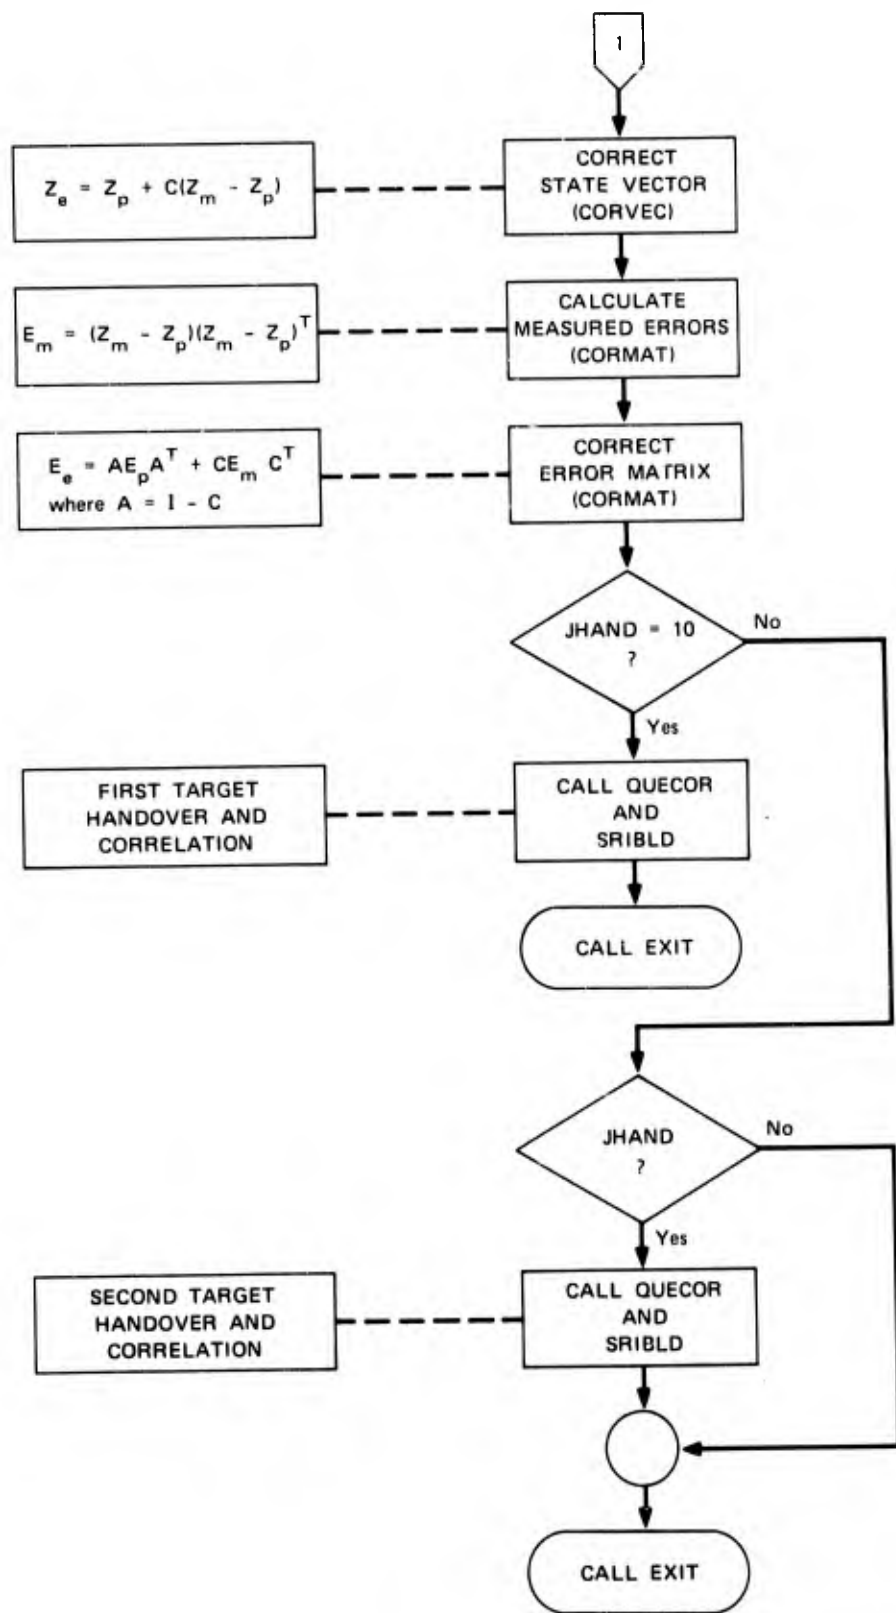 1
Z_e = Z_p + C(Z_m - Z_p)
CORRECT
STATE VECTOR
(CORVEC)
E_m = (Z_m - Z_p)(Z_m - Z_p)^T
CALCULATE
MEASURED ERRORS
(CORMAT)
E_e = AE_pA^T + CE_m C^T
where A = I - C
CORRECT
ERROR MATRIX
(CORMAT)
JHAND = 10
?
No
Yes
FIRST TARGET
HANDOVER AND
CORRELATION
CALL QUECOR
AND
SRIBLD
CALL EXIT
JHAND
?
No
Yes
SECOND TARGET
HANDOVER AND
CORRELATION
CALL QUECOR
AND
SRIBLD
CALL EXIT